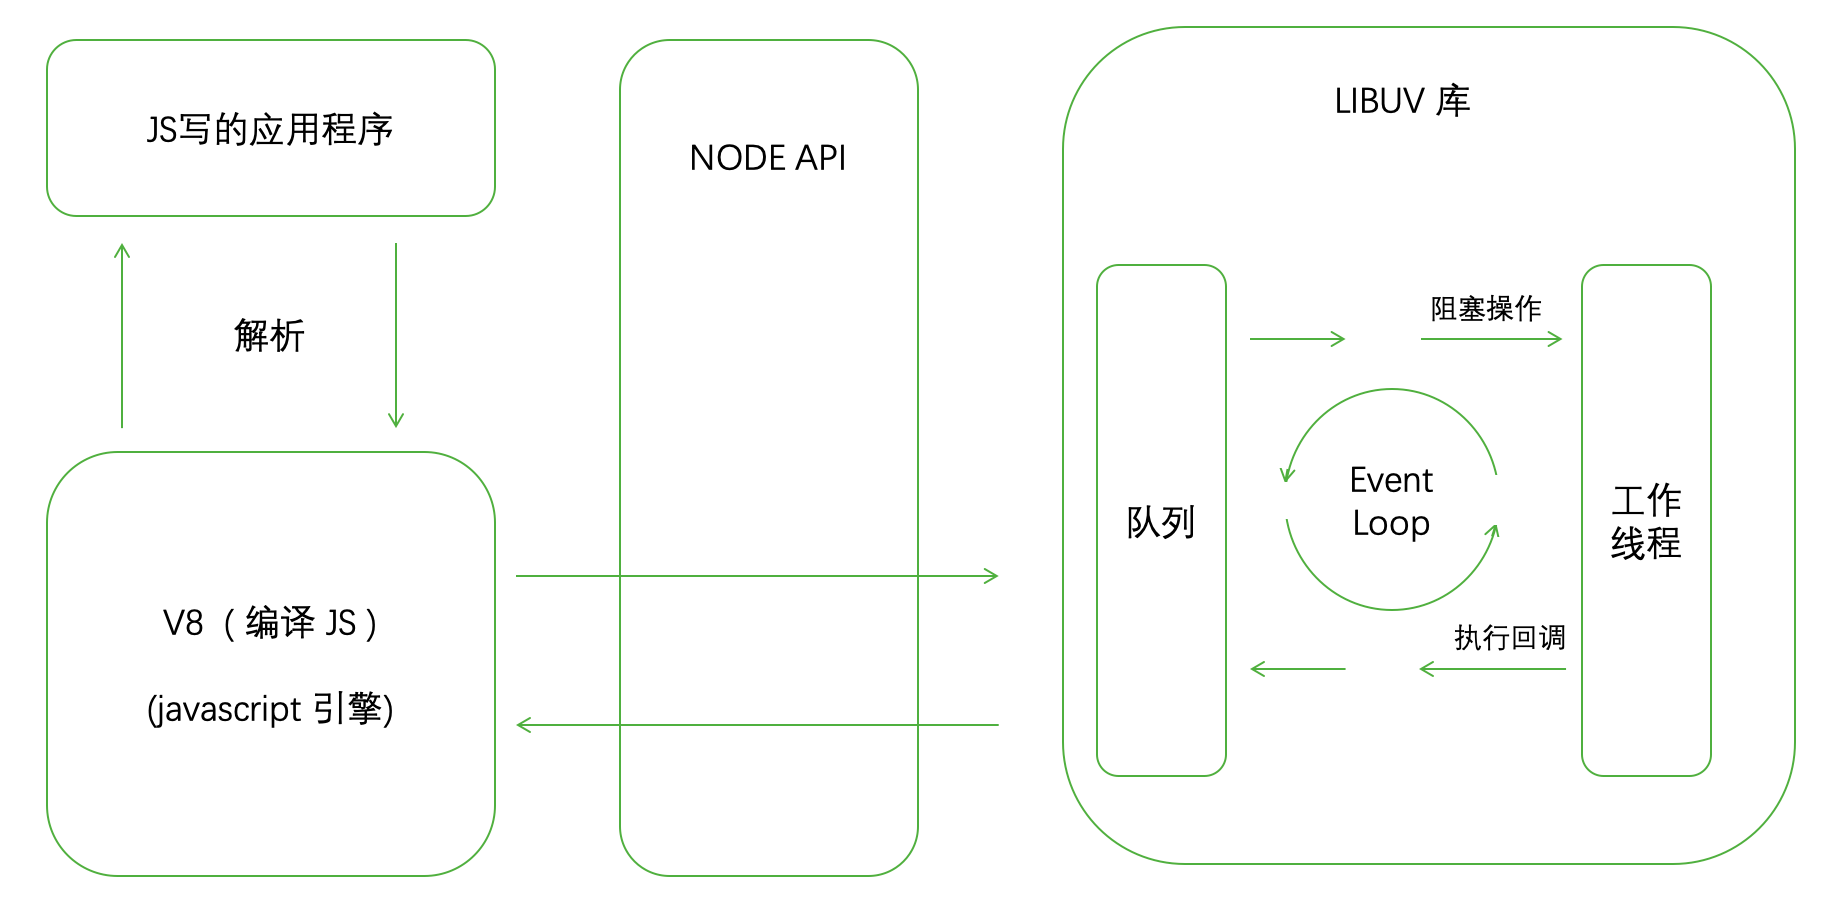 JS写的应用程序
解析
V8（编译 JS）
(javascript 引擎)
NODE API
LIBUV 库
队列
阻塞操作
Event
Loop
执行回调
工作
线程